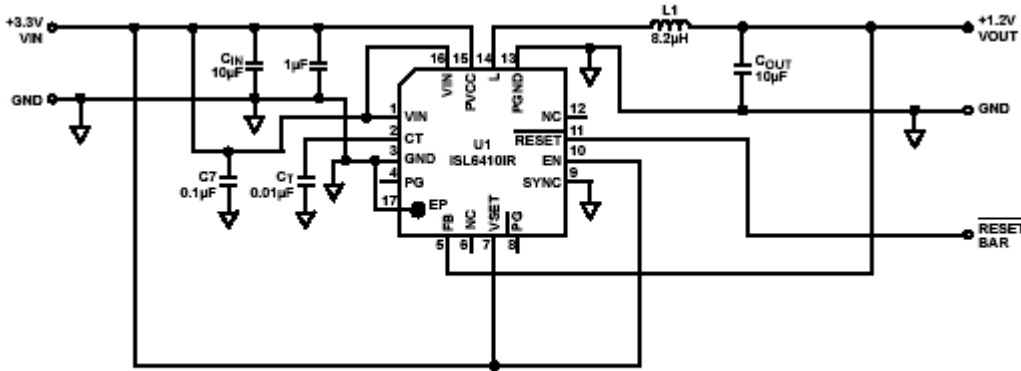 +3.3V
VIN
GND
CIN
10µF
1µF
C7
0.1µF
CT
0.01µF
16
15
14
13
VIN
PVCC
L
PGND
1
VIN
2
CT
3
GND
4
PG
17
EP
U1
ISL6410IR
NC
12
RESET
11
EN
10
SYNC
9
FB
NC
VSET
PG
5
6
7
8
L1
8.2µH
COUT
10µF
+1.2V
VOUT
GND
RESET
BAR